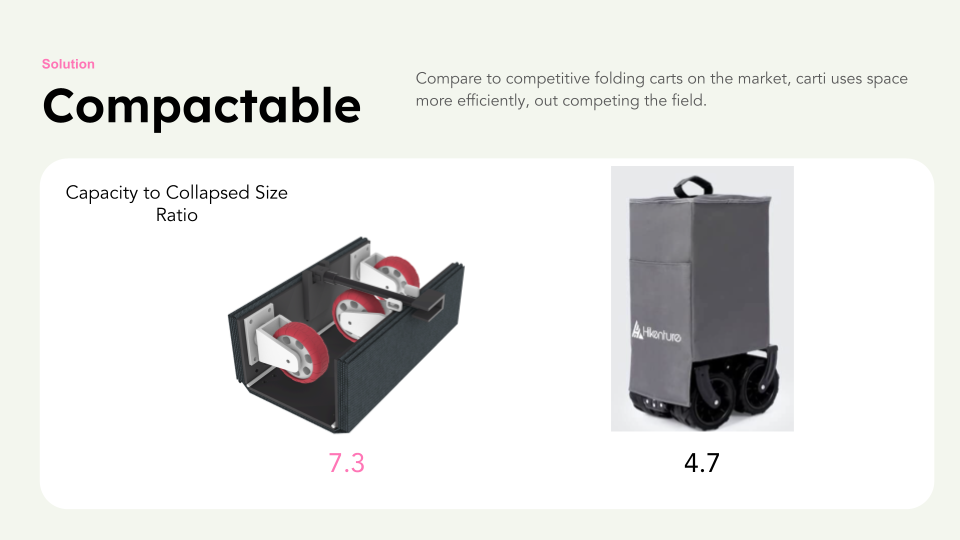 Solution
Compactable
Compare to competitive folding carts on the market, carti uses space
more efficiently, out competing the field.
Capacity to Collapsed Size
Ratio
Hikenture
7.3
4.7